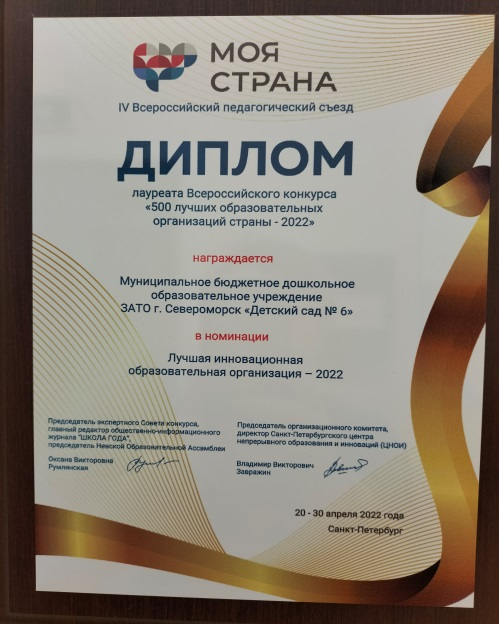 МОЯ
СТРАНА
IV Всероссийский педагогический съезд
ДИПЛОМ
лауреата Всероссийского конкурса
«500 лучших образовательных
организаций страны - 2022»
награждается
Муниципальное бюджетное дошкольное
образовательное учреждение
ЗАТО г. Североморск «Детский сад № 6»
в номинации
Лучшая инновационная
образовательная организация – 2022
Председатель экспертного Совета конкурса,
главный редактор общественно-информационного
журнала "ШКОЛА ГОДА",
председатель Невской Образовательной Ассамблеи
Оксана Викторовна
Румлянская
Председатель организационного комитета,
директор Санкт-Петербургского центра
непрерывного образования и инноваций (ЦНОИ)
Владимир Викторович
Завражин
20 - 30 апреля 2022 года
Санкт-Петербург